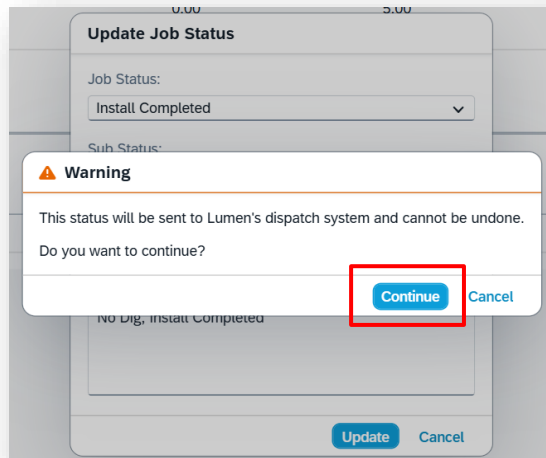 0.00 5.00
Update Job Status
Job Status:
Install Completed
Sub Status:
Warning
This status will be sent to Lumen's dispatch system and cannot be undone.
Do you want to continue?
Continue Cancel
No Dig, Install Completed
Update Cancel